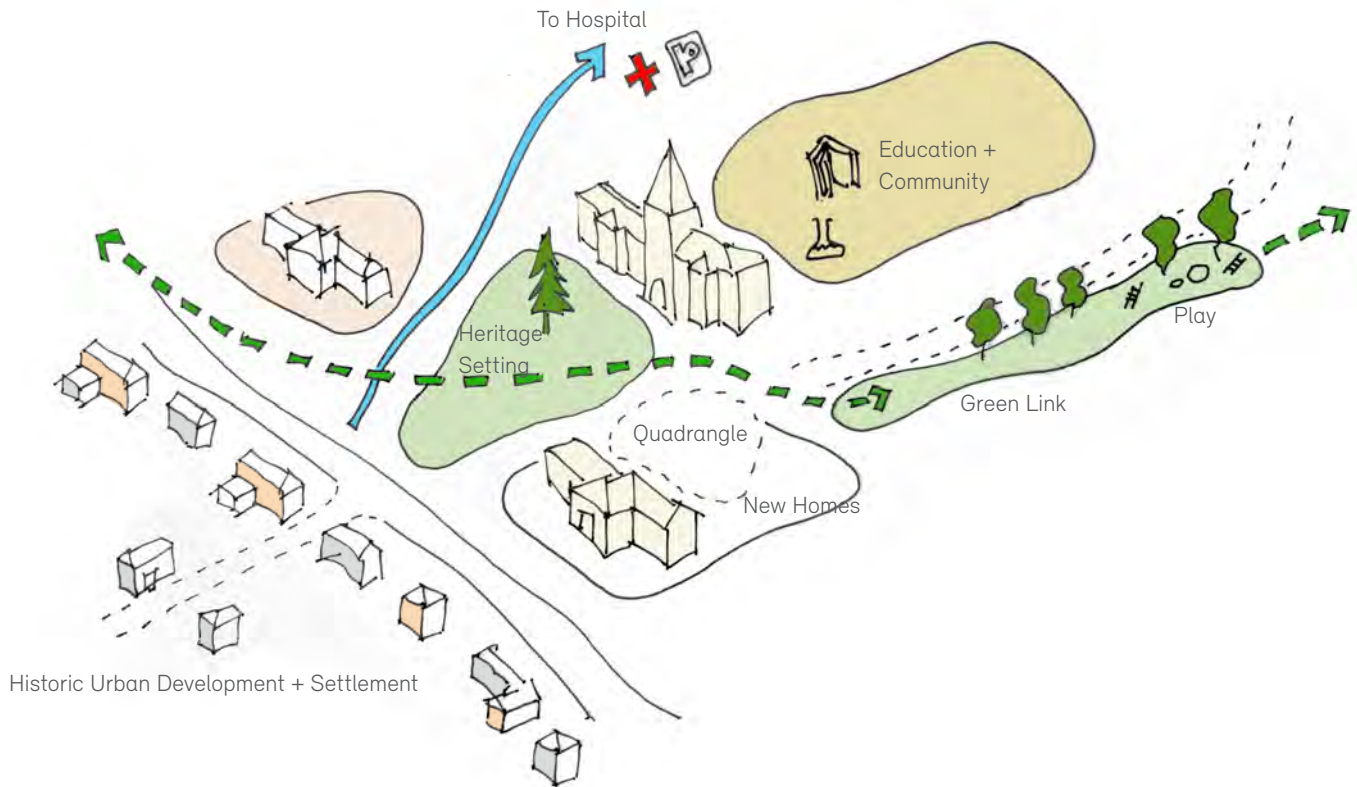 To Hospital
Education +
Community
Heritage
Setting
Play
Green Link
Quadrangle
New Homes
Historic Urban Development + Settlement